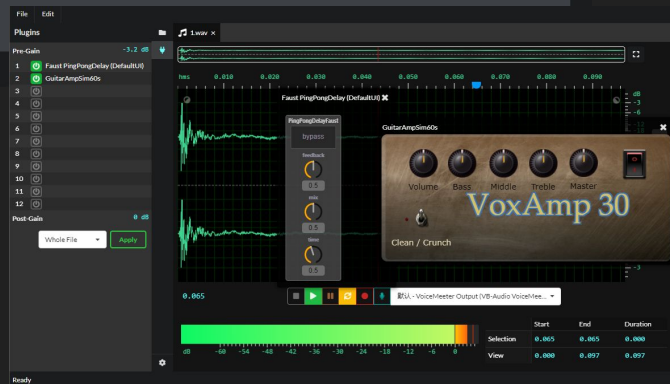 File Edit
Plugins
1.wav ×
Pre-Gain -3.2 dB
1 Faust PingPongDelay (DefaultUI)
2 GuitarAmpSim60s
3
4
5
6
7
8
9
10
11
12
Post-Gain 0 dB
Whole File Apply
hms 0.010 0.020 0.030 0.040 0.050 0.060 0.070 0.080 0.090
dB
-3
-6
Faust PingPongDelay (DefaultUI)
PingPongDelayFaust
bypass
feedback
0.5
mix
0.5
time
0.5
GuitarAmpSim60s
Volume Bass Middle Treble Master
VoxAmp 30
Clean / Crunch
-3
0.065
默认 - VoiceMeeter Output (VB-Audio VoiceMee...
dB -60 -54 -48 -42 -36 -30 -24 -18 -12 -6 0
Start End Duration
Selection 0.065 0.065 0.000
View 0.000 0.097 0.097
Ready